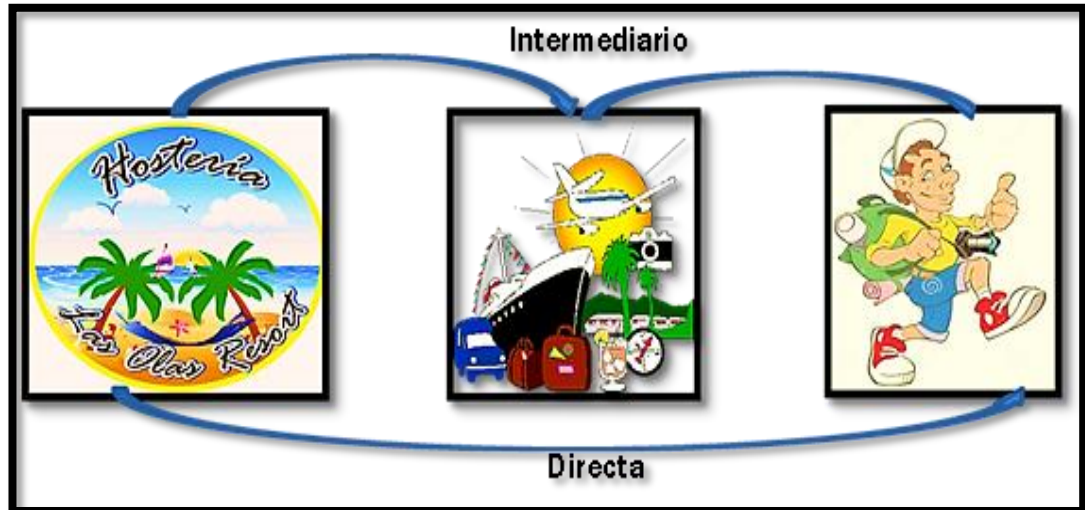 Intermediario
Hostería
Las Olas Resort
Directa